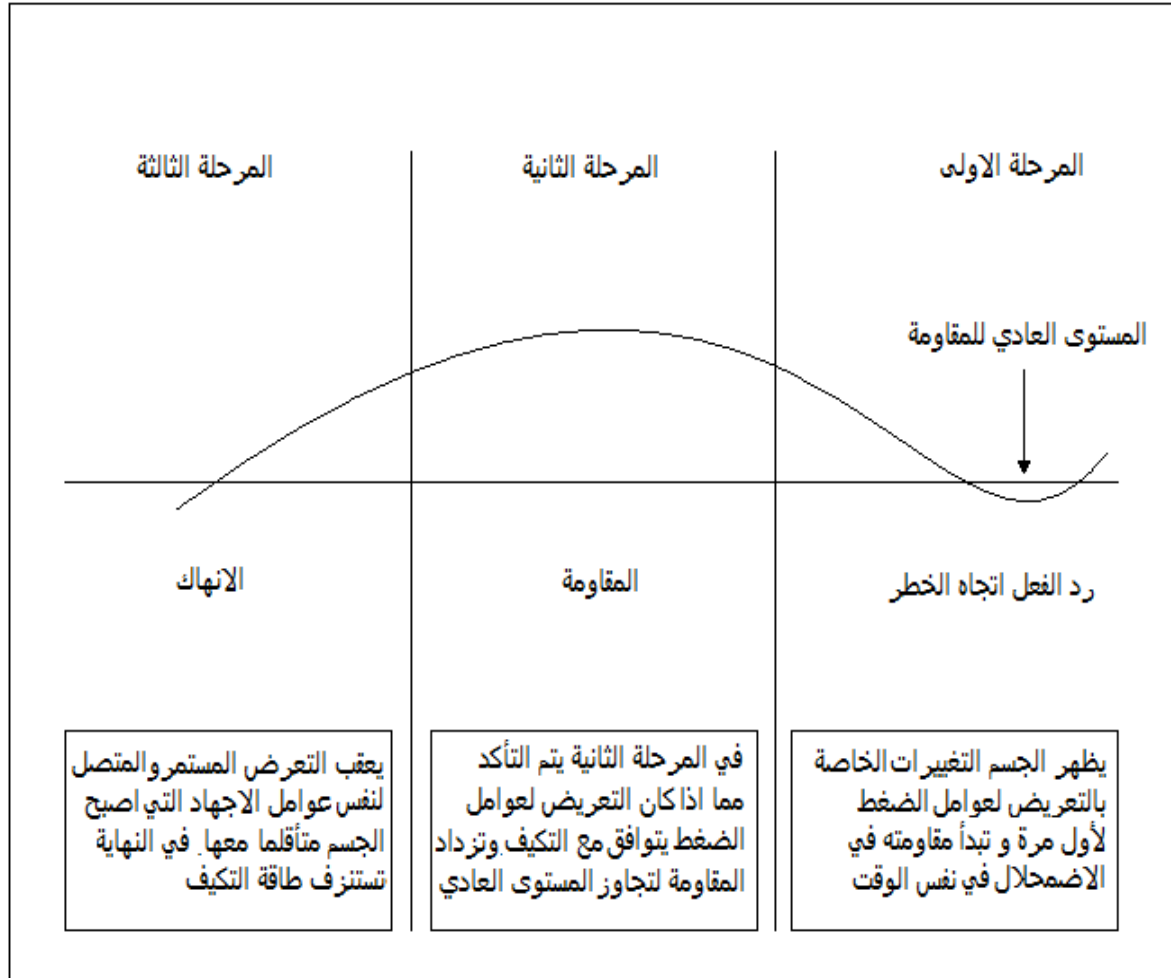 المرحلة الاولى
المرحلة الثانية
المرحلة الثالثة
المستوى العادي للمقاومة
رد الفعل اتجاه الخطر
المقاومة
الانهاك
يظهر الجسم التغييرات الخاصة
بالتعريض لعوامل الضغط
لأول مرة و تبدأ مقاومته في
الاضمحلال في نفس الوقت
في المرحلة الثانية يتم التأكد
مما اذا كان التعريض لعوامل
الضغط يتوافق مع التكيف وتزداد
المقاومة لتجاوز المستوى العادي
يعقب التعرض المستمر والمتصل
لنفس عوامل الاجهاد التي اصبح
الجسم متأقلما معها. في النهاية
تستنزف طاقة التكيف